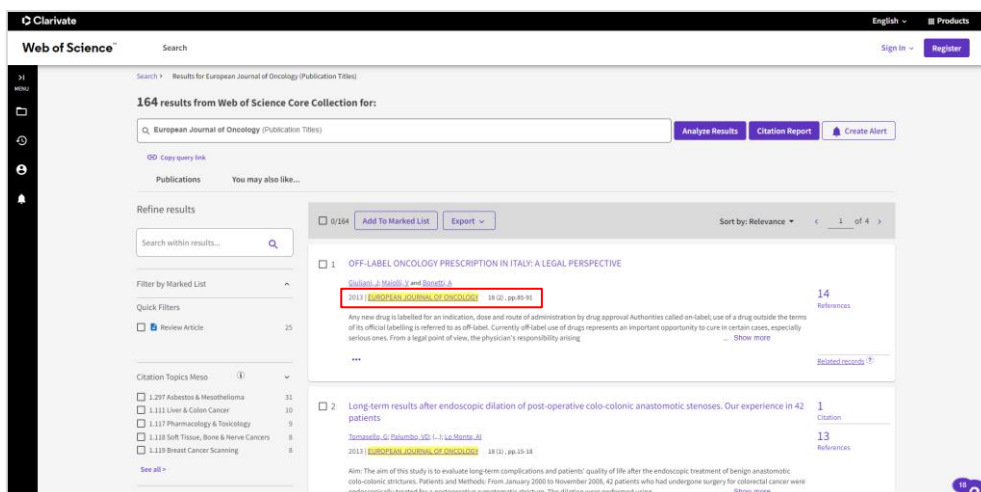 Clarivate
English
Products
Web of Science™
Search
Sign In
Register
MENU
Search > Results for European Journal of Oncology (Publication Titles)
164 results from Web of Science Core Collection for:
European Journal of Oncology (Publication Titles)
Analyze Results
Citation Report
Create Alert
Copy query link
Publications
You may also like...
Refine results
0/164
Add To Marked List
Export
Sort by: Relevance
< 1 of 4 >
Search within results...
Filter by Marked List
Quick Filters
Review Article 25
Citation Topics Meso
1.297 Asbestos & Mesothelioma 31
1.111 Liver & Colon Cancer 10
1.117 Pharmacology & Toxicology 9
1.118 Soft Tissue, Bone & Nerve Cancers 8
1.119 Breast Cancer Scanning 8
See all >
1 OFF-LABEL ONCOLOGY PRESCRIPTION IN ITALY: A LEGAL PERSPECTIVE
Giuliani, J; Maiolli, V and Bonetti, A
2013 | EUROPEAN JOURNAL OF ONCOLOGY 18 (2), pp.85-91
Any new drug is labelled for an indication, dose and route of administration by drug approval Authorities called on-label; use of a drug outside the terms
of its official labelling is referred to as off-label. Currently off-label use of drugs represents an important opportunity to cure in certain cases, especially
serious ones. From a legal point of view, the physician's responsibility arising
... Show more
14
References
Related records ?
2 Long-term results after endoscopic dilation of post-operative colo-colonic anastomotic stenoses. Our experience in 42
patients
Tomasello, G; Palumbo, VD; (...); Lo Monte, AI
2013 | EUROPEAN JOURNAL OF ONCOLOGY 18 (1), pp.15-18
Aim: The aim of this study is to evaluate long-term complications and patients' quality of life after the endoscopic treatment of benign anastomotic
colo-colonic strictures. Patients and Methods: From January 2000 to November 2008, 42 patients who had undergone surgery for colorectal cancer were
Show more
1
Citation
13
References
18